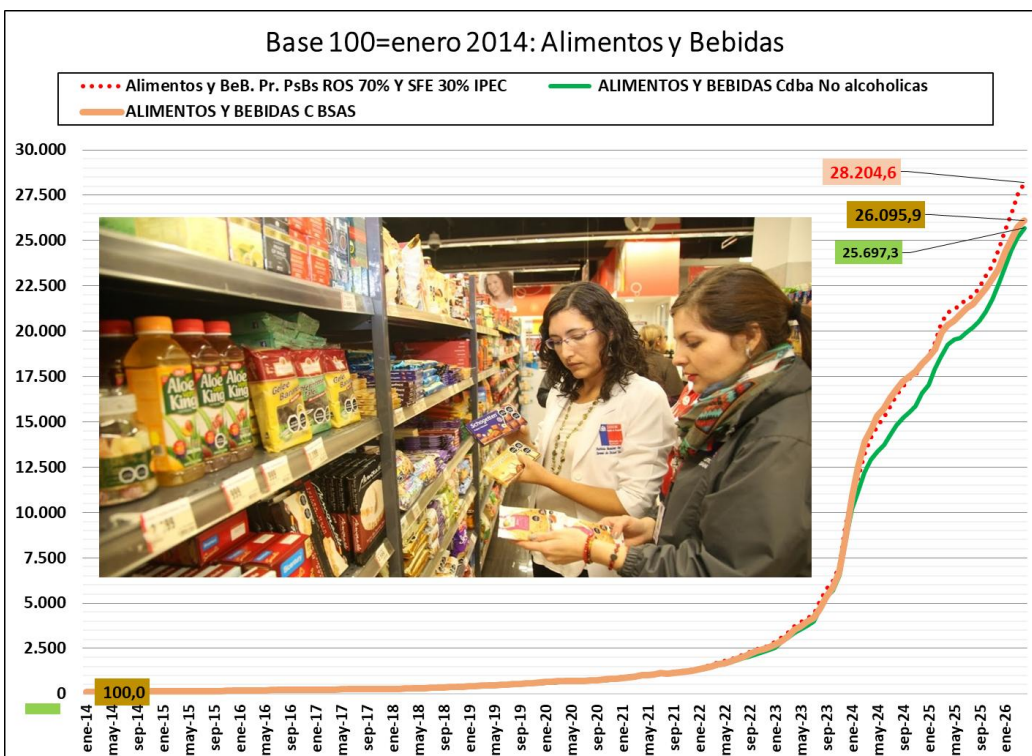 Base 100=enero 2014: Alimentos y Bebidas
Alimentos y BeB. Pr. PsBs ROS 70% Y SFE 30% IPEC
ALIMENTOS Y BEBIDAS Cdba No alcoholicas
ALIMENTOS Y BEBIDAS C BSAS
30.000
27.500
25.000
22.500
20.000
17.500
15.000
12.500
10.000
7.500
5.000
2.500
0
28.204,6
26.095,9
25.697,3
100,0
Aloe King
Aloe King
Aloe King
Schogetten
ene-14
may-14
sep-14
ene-15
may-15
sep-15
ene-16
may-16
sep-16
ene-17
may-17
sep-17
ene-18
may-18
sep-18
ene-19
may-19
sep-19
ene-20
may-20
sep-20
ene-21
may-21
sep-21
ene-22
may-22
sep-22
ene-23
may-23
sep-23
ene-24
may-24
sep-24
ene-25
may-25
sep-25
ene-26